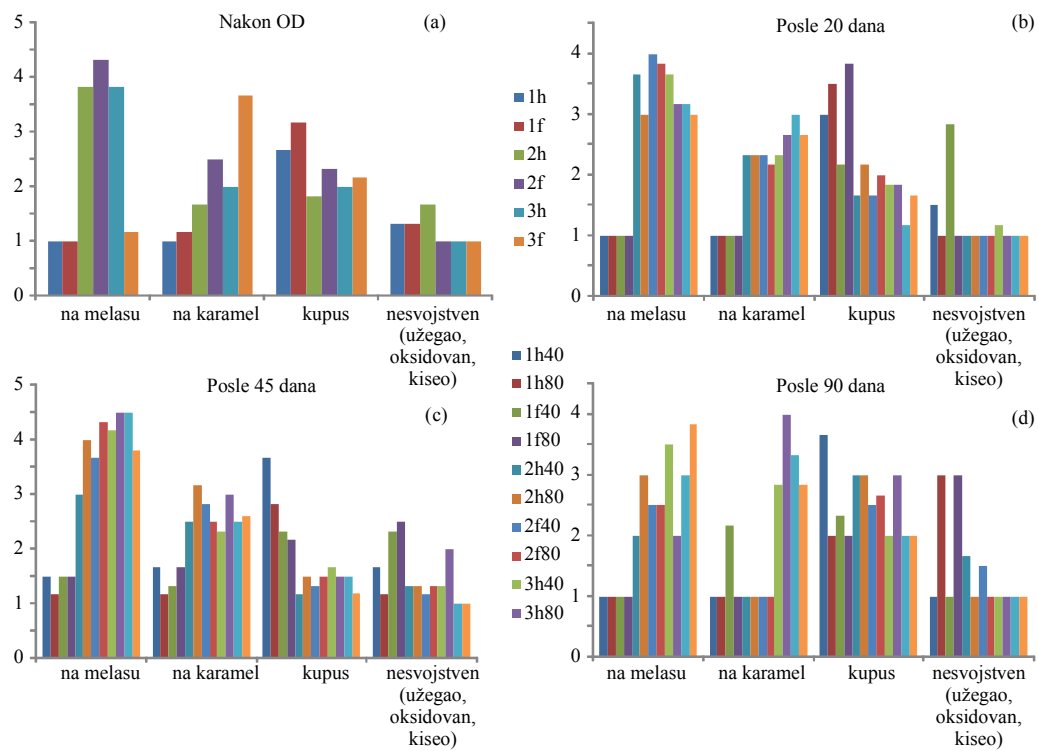 Nakon OD
(a)
5
4
3
2
1
0
na melasu
na karamel
kupus
nesvojstven
(užegao,
oksidovan,
kiseo)
1h
1f
2h
2f
3h
3f
Posle 20 dana
(b)
4
3
2
1
0
na melasu
na karamel
kupus
nesvojstven
(užegao,
oksidovan,
kiseo)
Posle 45 dana
(c)
5
4
3
2
1
0
na melasu
na karamel
kupus
nesvojstven
(užegao,
oksidovan,
kiseo)
1h40
1h80
1f40
1f80
2h40
2h80
2f40
2f80
3h40
3h80
Posle 90 dana
(d)
4
3
2
1
0
na melasu
na karamel
kupus
nesvojstven
(užegao,
oksidovan,
kiseo)